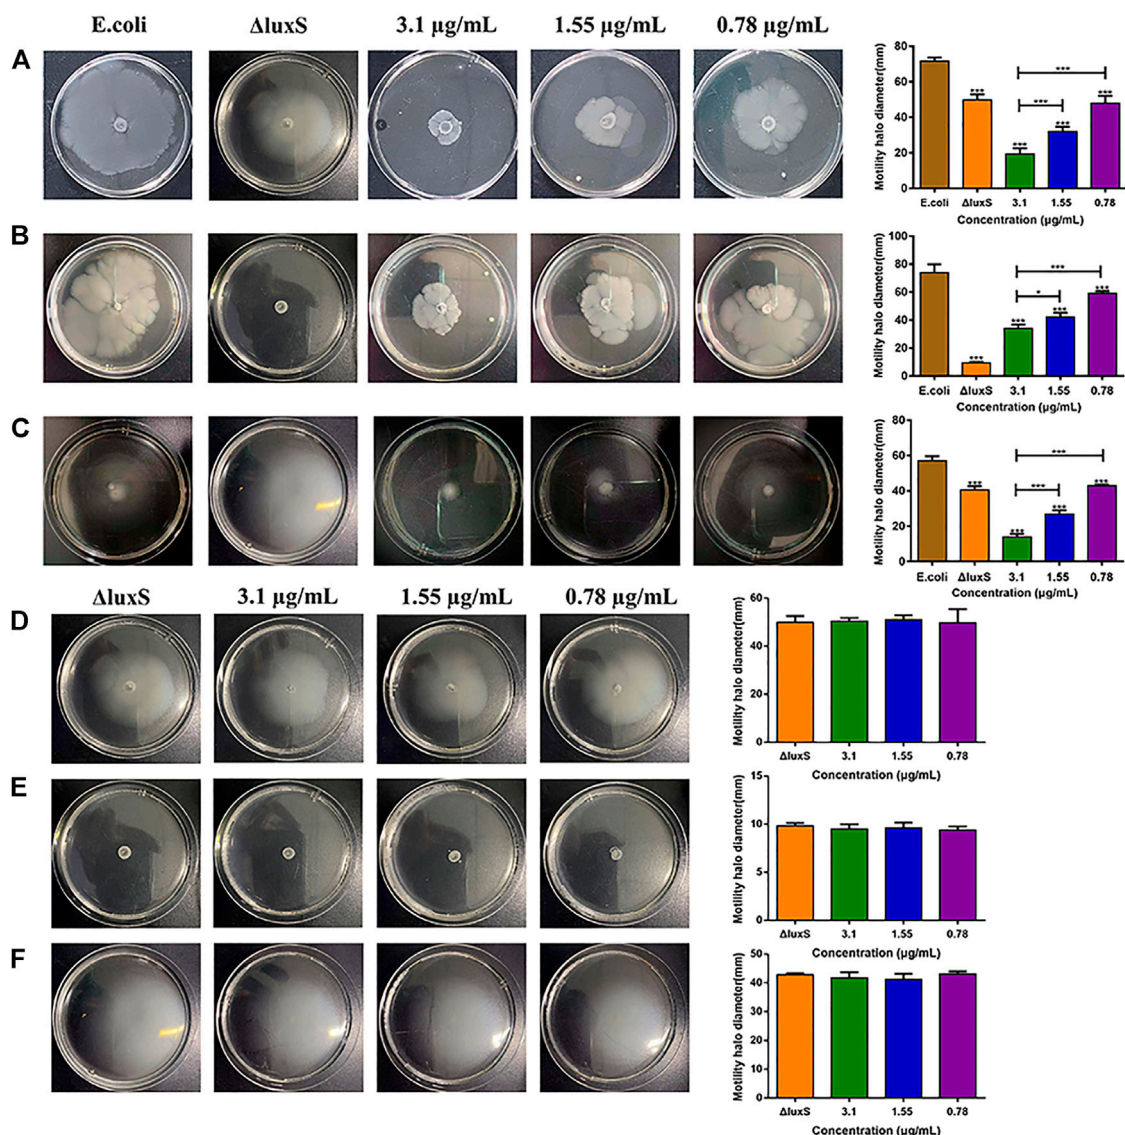 E.coli ΔluxS 3.1 µg/mL 1.55 µg/mL 0.78 µg/mL
A
Motility halo diameter(mm)
80
60
40
20
0
***
***
***
***
***
***
E.coli ΔluxS 3.1 1.55 0.78
Concentration (µg/mL)
B
Motility halo diameter(mm)
100
80
60
40
20
0
***
*
***
***
***
***
E.coli ΔluxS 3.1 1.55 0.78
Concentration (µg/mL)
C
Motility halo diameter(mm)
80
60
40
20
0
***
***
***
***
***
***
E.coli ΔluxS 3.1 1.55 0.78
Concentration (µg/mL)
ΔluxS 3.1 µg/mL 1.55 µg/mL 0.78 µg/mL
D
Motility halo diameter(mm)
60
40
20
0
ΔluxS 3.1 1.55 0.78
Concentration (µg/mL)
E
Motility halo diameter(mm)
15
10
5
0
ΔluxS 3.1 1.55 0.78
Concentration (µg/mL)
F
Motility halo diameter(mm)
50
40
30
20
10
0
ΔluxS 3.1 1.55 0.78
Concentration (µg/mL)